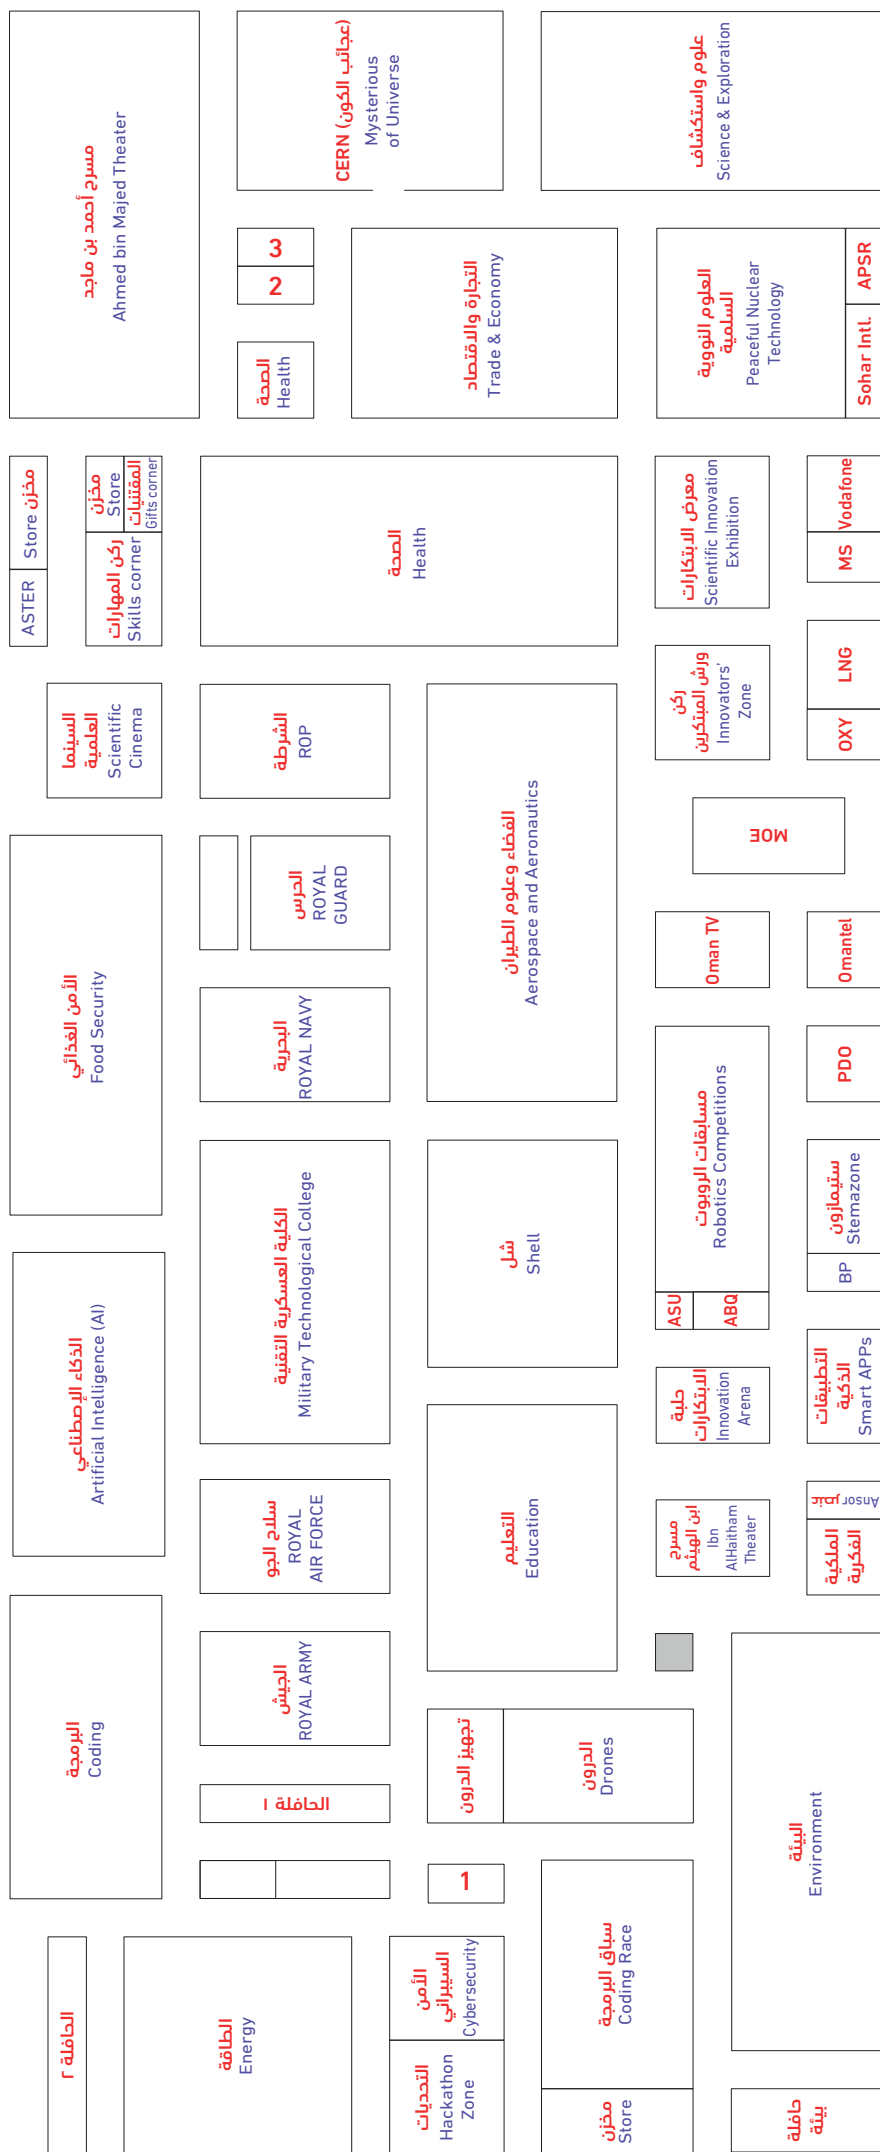 مسرح أحمد بن ماجد
Ahmed bin Majed Theater
CERN (عجائب الكون)
Mysterious
of Universe
علوم واستكشاف
Science & Exploration
3
2
الصحة
Health
التجارة والاقتصاد
Trade & Economy
العلوم النووية
السلمية
Peaceful Nuclear
Technology
APSR
Sohar Intl.
مخزن Store
ASTER
مخزن
Store
المقتنيات
Gifts corner
ركن المهارات
Skills corner
الصحة
Health
معرض الابتكارات
Scientific Innovation
Exhibition
Vodafone
MS
السينما
العلمية
Scientific
Cinema
الشرطة
ROP
ركن
ورش المبتكرين
Innovators'
Zone
LNG
OXY
الحرس
ROYAL
GUARD
الفضاء وعلوم الطيران
Aerospace and Aeronautics
MOE
الأمن الغذائي
Food Security
البحرية
ROYAL NAVY
Oman TV
Omantel
PDO
مسابقات الروبوت
Robotics Competitions
ASU
ABQ
ستيمازون
Stemazone
BP
الكلية العسكرية التقنية
Military Technological College
شل
Shell
الذكاء الإصطناعي
Artificial Intelligence (AI)
حلبة
الابتكارات
Innovation
Arena
التطبيقات
الذكية
Smart APPs
سلاح الجو
ROYAL
AIR FORCE
التعليم
Education
مسرح
ابن الهيثم
Ibn
AlHaitham
Theater
عنصر Ansor
الملكية
الفكرية
البرمجة
Coding
الجيش
ROYAL ARMY
الحافلة ١
تجهيز الدرون
الدرون
Drones
البيئة
Environment
1
الحافلة ٢
الطاقة
Energy
الأمن
السيبراني
Cybersecurity
التحديات
Hackathon
Zone
سباق البرمجة
Coding Race
مخزن
Store
حافلة
بيئة